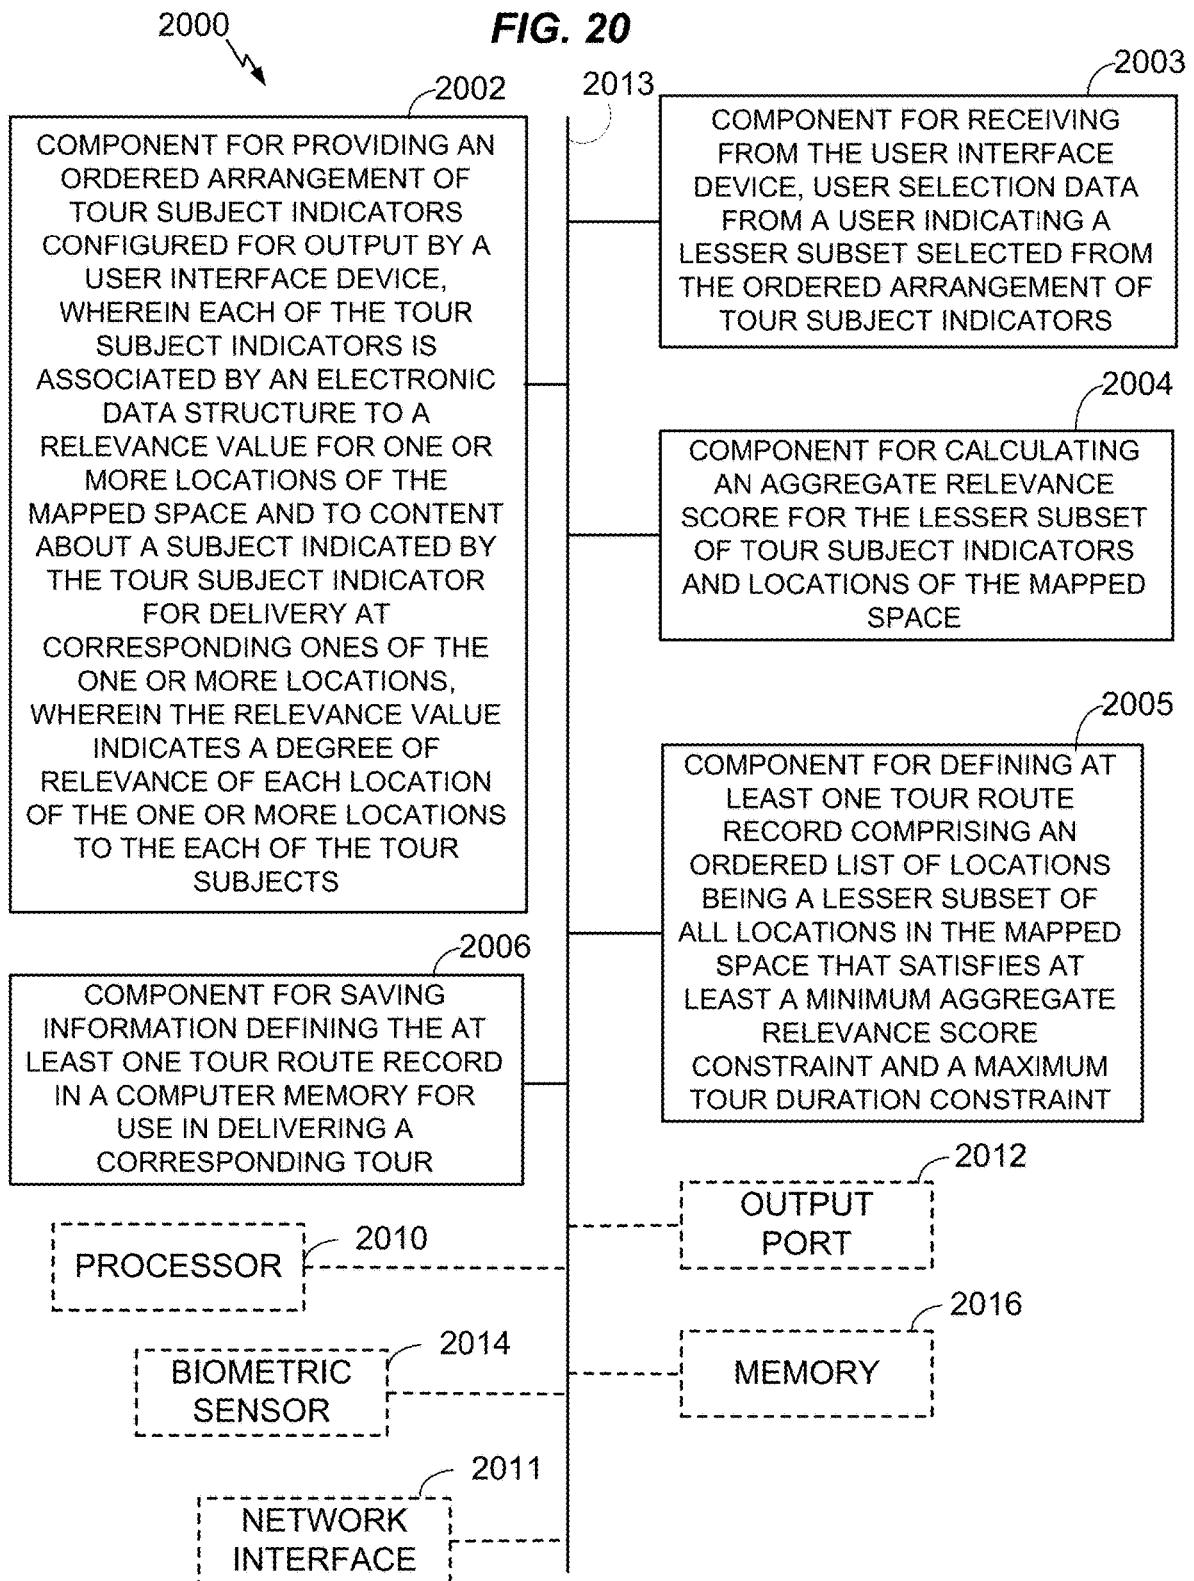 FIG. 20
2000
2013
2002
COMPONENT FOR PROVIDING AN
ORDERED ARRANGEMENT OF
TOUR SUBJECT INDICATORS
CONFIGURED FOR OUTPUT BY A
USER INTERFACE DEVICE,
WHEREIN EACH OF THE TOUR
SUBJECT INDICATORS IS
ASSOCIATED BY AN ELECTRONIC
DATA STRUCTURE TO A
RELEVANCE VALUE FOR ONE OR
MORE LOCATIONS OF THE
MAPPED SPACE AND TO CONTENT
ABOUT A SUBJECT INDICATED BY
THE TOUR SUBJECT INDICATOR
FOR DELIVERY AT
CORRESPONDING ONES OF THE
ONE OR MORE LOCATIONS,
WHEREIN THE RELEVANCE VALUE
INDICATES A DEGREE OF
RELEVANCE OF EACH LOCATION
OF THE ONE OR MORE LOCATIONS
TO THE EACH OF THE TOUR
SUBJECTS
2003
COMPONENT FOR RECEIVING
FROM THE USER INTERFACE
DEVICE, USER SELECTION DATA
FROM A USER INDICATING A
LESSER SUBSET SELECTED FROM
THE ORDERED ARRANGEMENT OF
TOUR SUBJECT INDICATORS
2004
COMPONENT FOR CALCULATING
AN AGGREGATE RELEVANCE
SCORE FOR THE LESSER SUBSET
OF TOUR SUBJECT INDICATORS
AND LOCATIONS OF THE MAPPED
SPACE
2005
COMPONENT FOR DEFINING AT
LEAST ONE TOUR ROUTE
RECORD COMPRISING AN
ORDERED LIST OF LOCATIONS
BEING A LESSER SUBSET OF
ALL LOCATIONS IN THE MAPPED
SPACE THAT SATISFIES AT
LEAST A MINIMUM AGGREGATE
RELEVANCE SCORE
CONSTRAINT AND A MAXIMUM
TOUR DURATION CONSTRAINT
2006
COMPONENT FOR SAVING
INFORMATION DEFINING THE AT
LEAST ONE TOUR ROUTE RECORD
IN A COMPUTER MEMORY FOR
USE IN DELIVERING A
CORRESPONDING TOUR
2012
OUTPUT
PORT
2010
PROCESSOR
2016
MEMORY
2014
BIOMETRIC
SENSOR
2011
NETWORK
INTERFACE